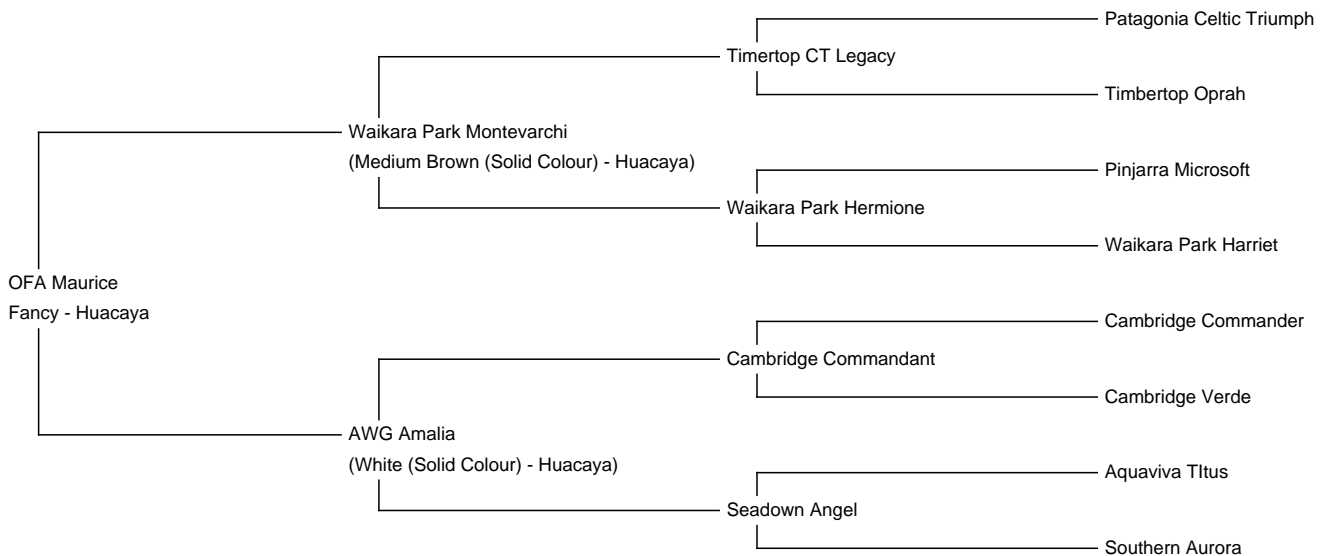 Patagonia Celtic Triumph
Timertop CT Legacy
Timbertop Oprah
Waikara Park Montevarchi
(Medium Brown (Solid Colour) - Huacaya)
Pinjarra Microsoft
Waikara Park Hermione
Waikara Park Harriet
OFA Maurice
Fancy - Huacaya
Cambridge Commander
Cambridge Commandant
Cambridge Verde
AWG Amalia
(White (Solid Colour) - Huacaya)
Aquaviva TItus
Seadown Angel
Southern Aurora